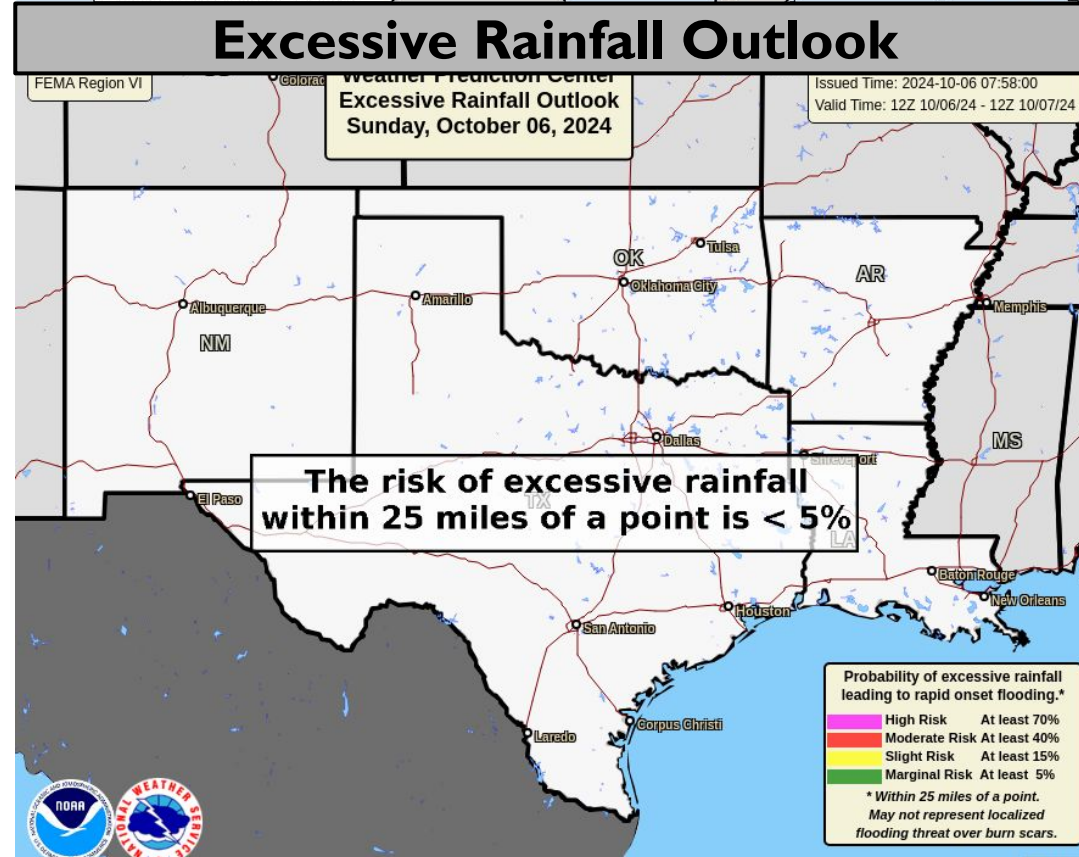 Excessive Rainfall Outlook
FEMA Region VI
Weather Prediction Center
Excessive Rainfall Outlook
Sunday, October 06, 2024
Issued Time: 2024-10-06 07:58:00
Valid Time: 12Z 10/06/24 - 12Z 10/07/24
Colorad
Tulsa
OK
AR
Oklahoma City
Albuquerque
Amarillo
Memphis
NM
Dallas
MS
Shreveport
The risk of excessive rainfall
within 25 miles of a point is < 5%
El Paso
TX
LA
Baton Rouge
New Orleans
Houston
San Antonio
Corpus Christi
Laredo
Probability of excessive rainfall
leading to rapid onset flooding.*
High Risk At least 70%
Moderate Risk At least 40%
Slight Risk At least 15%
Marginal Risk At least 5%
* Within 25 miles of a point.
May not represent localized
flooding threat over burn scars.
NOAA
NATIONAL WEATHER SERVICE